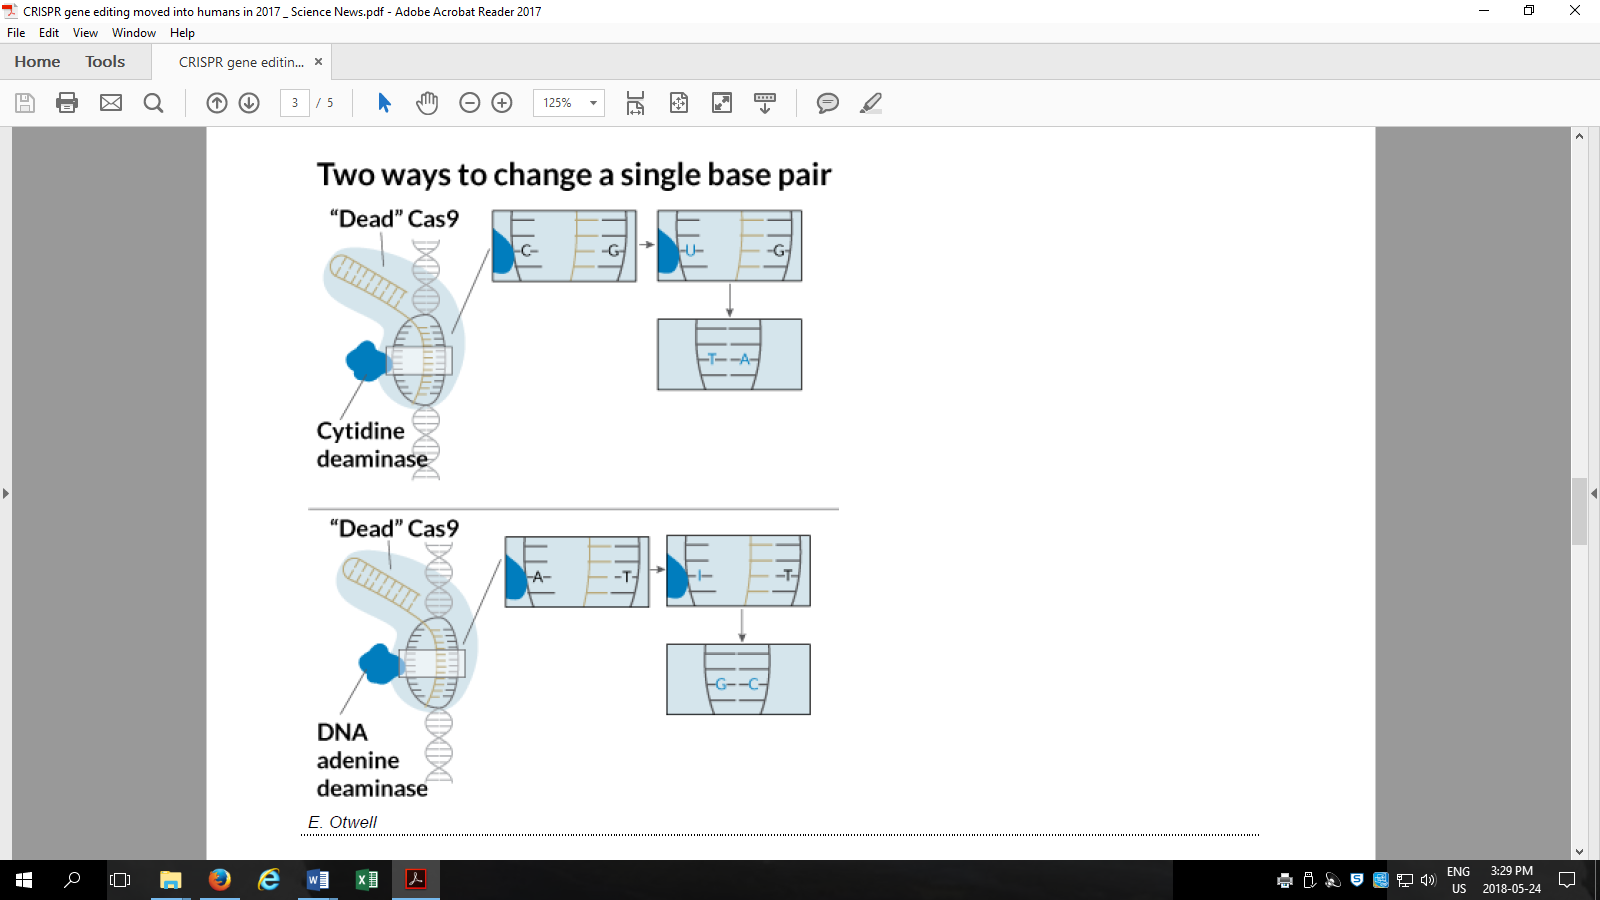 CRISPR gene editing moved into humans in 2017 _ Science News.pdf - Adobe Acrobat Reader 2017
File Edit View Window Help
Home Tools CRISPR gene editin... ×
3 / 5 125%
Two ways to change a single base pair
“Dead” Cas9
C G U G
T A
Cytidine
deaminase
“Dead” Cas9
A T I T
G C
DNA
adenine
deaminase
E. Otwell
ENG 3:29 PM
US 2018-05-24